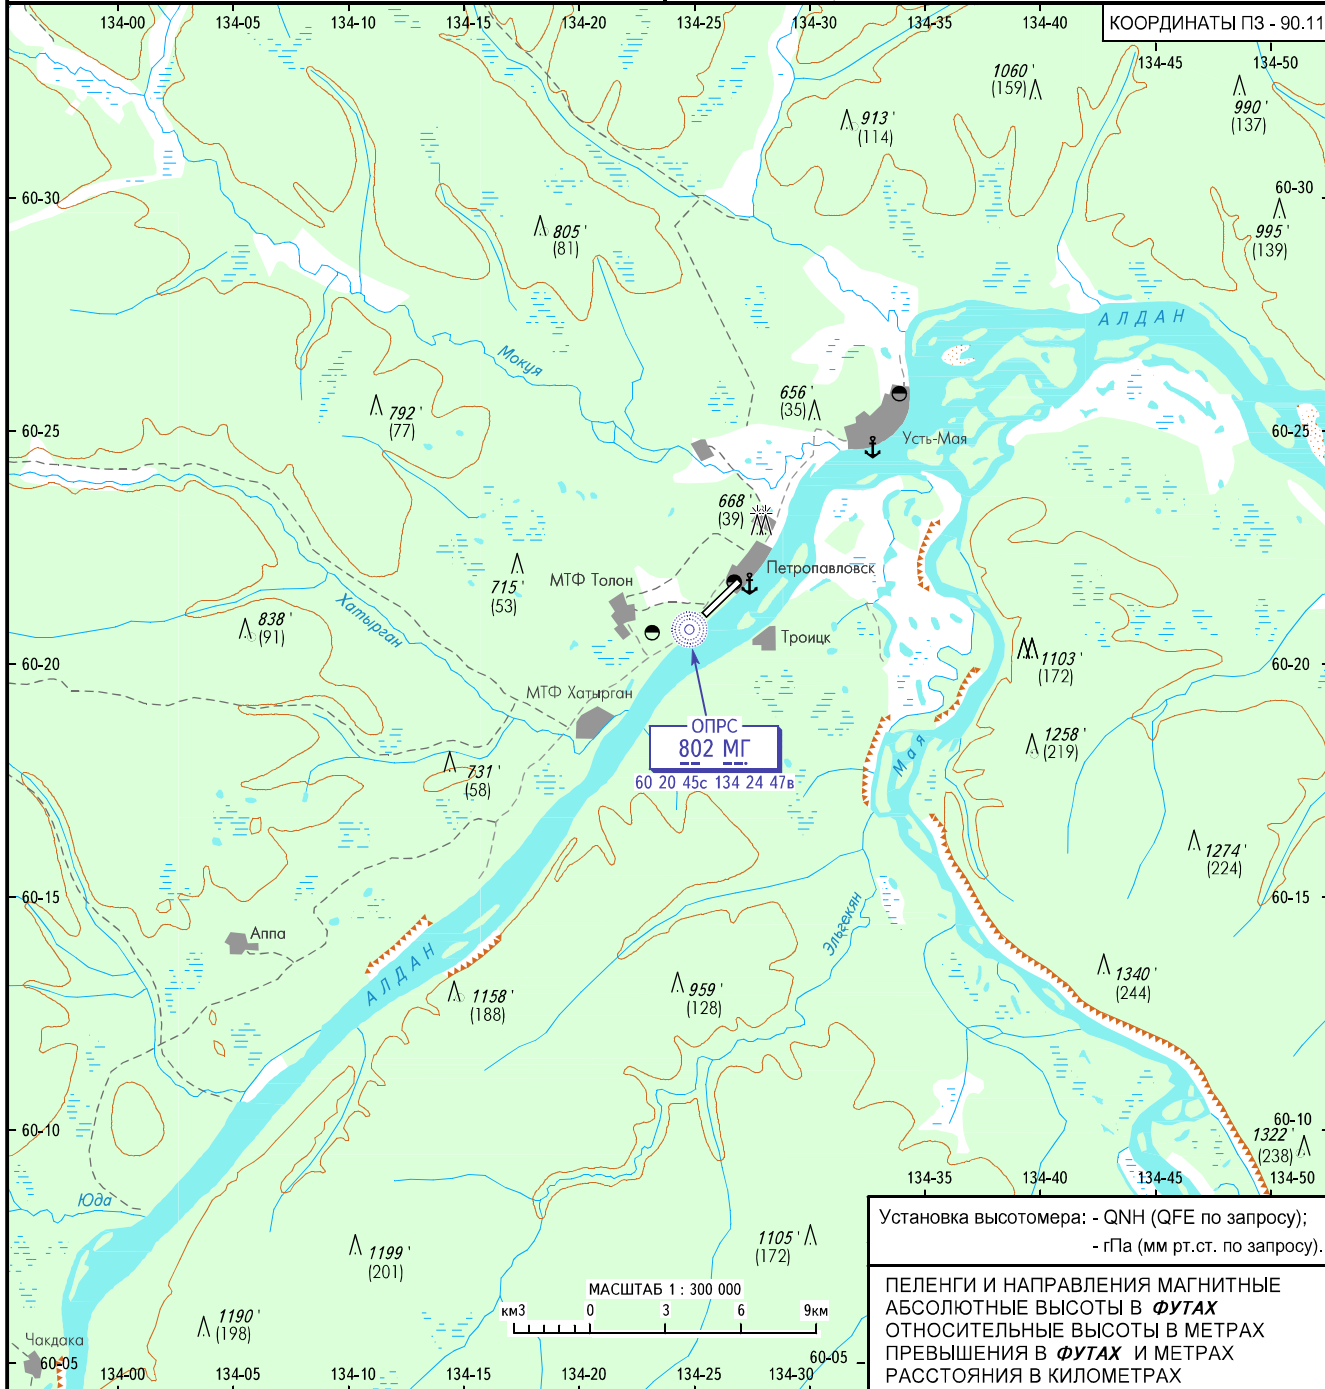 134-00 134-05 134-10 134-15 134-20 134-25 134-30 134-35 134-40
КООРДИНАТЫ ПЗ - 90.11
134-45 134-50
1060'
(159)
990'
(137)
913'
(114)
60-30 60-30
805'
(81)
995'
(139)
АЛДАН
Мокуя
656'
(35)
792'
(77)
60-25 60-25
Усть-Мая
668'
(39)
Петропавловск
МТФ Толон
715'
(53)
Хатырган
838'
(91)
Троицк
1103'
(172)
60-20 60-20
МТФ Хатырган
ОПРС
802 МГ
60 20 45с 134 24 47в
Мая
1258'
(219)
731'
(58)
1274'
(224)
60-15 60-15
Эльгекян
Аппа
АЛДАН
1158'
(188)
959'
(128)
1340'
(244)
60-10 60-10
1322'
(238)
134-35 134-40 134-45 134-50
Юда
1199'
(201)
1105'
(172)
Установка высотомера: - QNH (QFE по запросу);
- гПа (мм рт.ст. по запросу).
МАСШТАБ 1 : 300 000
км3 0 3 6 9км
1190'
(198)
Чакдака
60-05 60-05
134-00 134-05 134-10 134-15 134-20 134-25 134-30
ПЕЛЕНГИ И НАПРАВЛЕНИЯ МАГНИТНЫЕ
АБСОЛЮТНЫЕ ВЫСОТЫ В ФУТАХ
ОТНОСИТЕЛЬНЫЕ ВЫСОТЫ В МЕТРАХ
ПРЕВЫШЕНИЯ В ФУТАХ И МЕТРАХ
РАССТОЯНИЯ В КИЛОМЕТРАХ